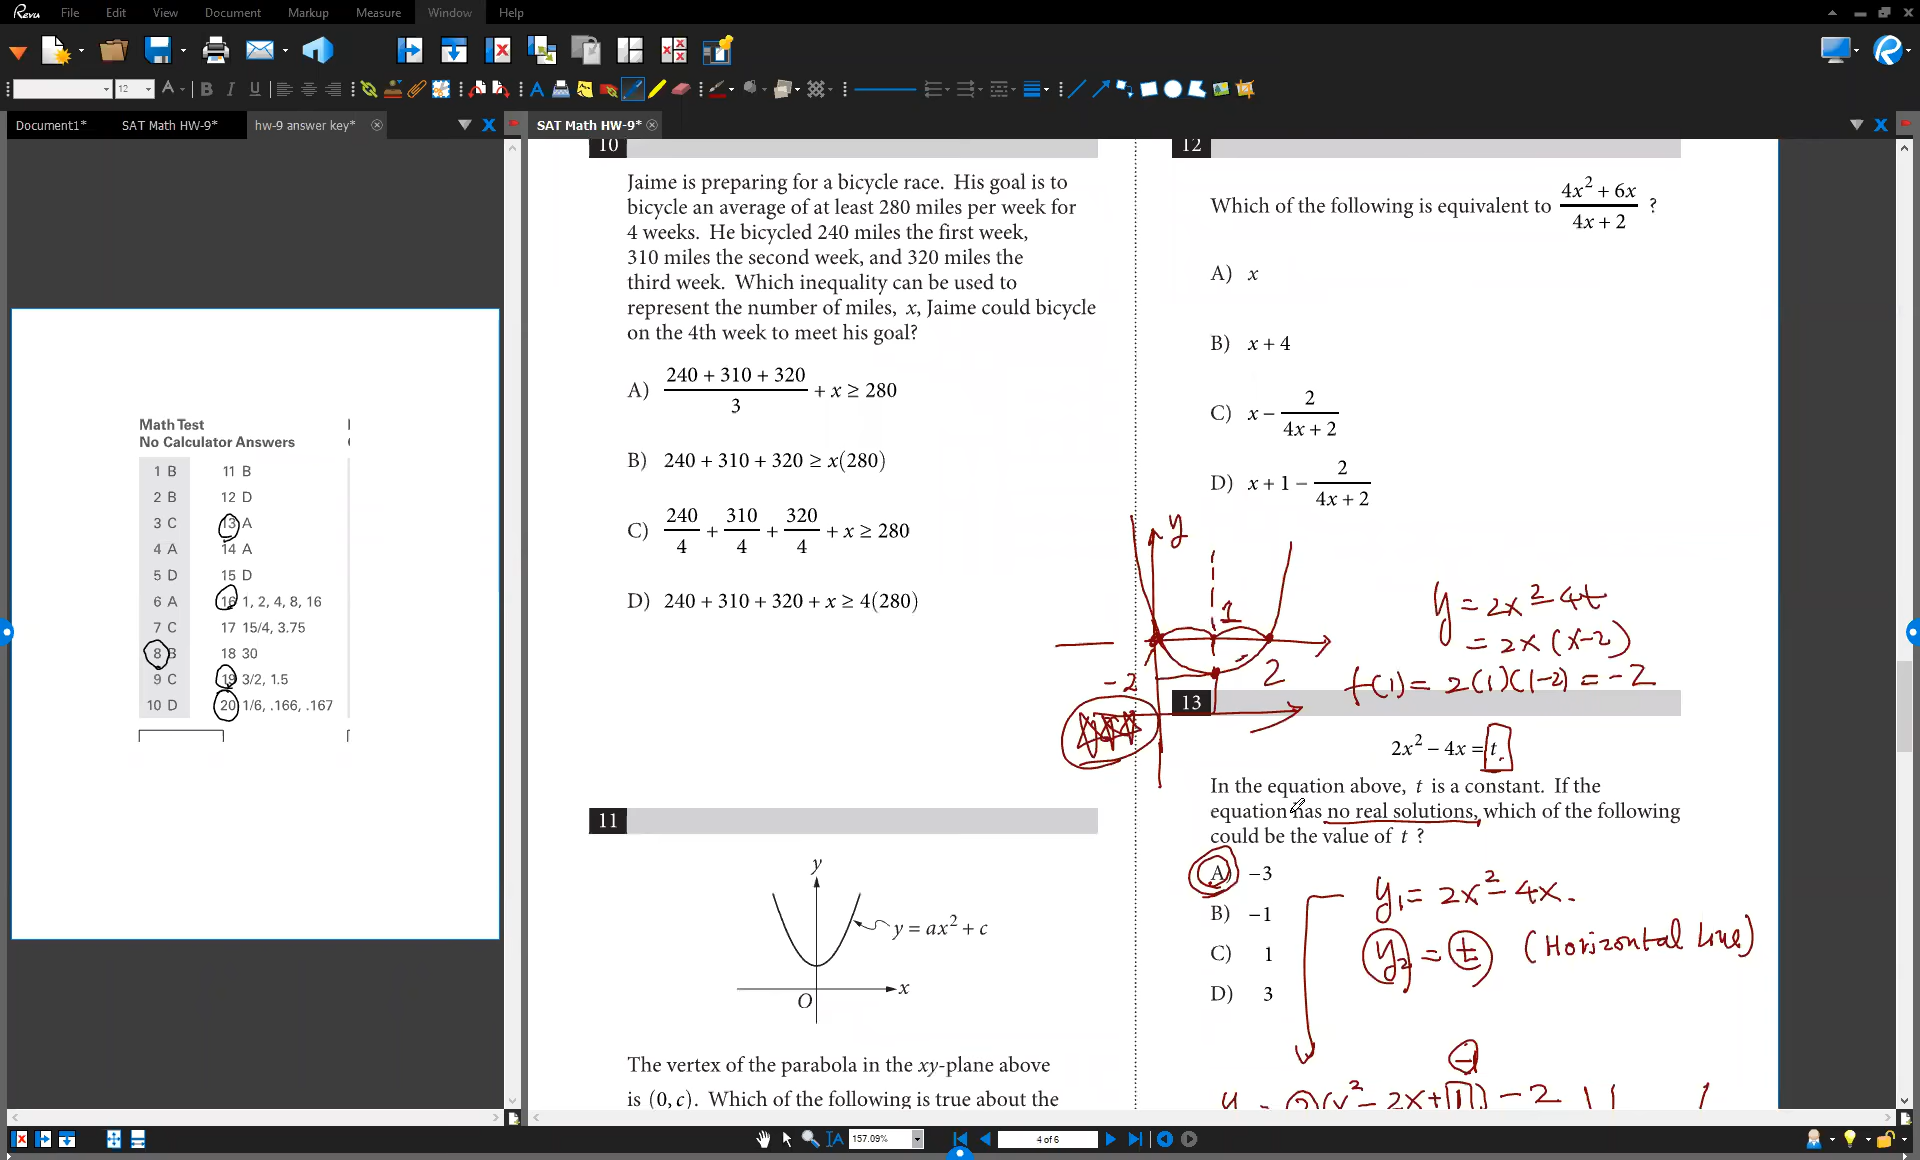 Revu File Edit View Document Markup Measure Window Help
12
Document1* SAT Math HW-9* hw-9 answer key*
SAT Math HW-9*
Math Test
No Calculator Answers
1 B 11 B
2 B 12 D
3 C 13 A
4 A 14 A
5 D 15 D
6 A 16 1, 2, 4, 8, 16
7 C 17 15/4, 3.75
8 B 18 30
9 C 19 3/2, 1.5
10 D 20 1/6, .166, .167
10
Jaime is preparing for a bicycle race. His goal is to
bicycle an average of at least 280 miles per week for
4 weeks. He bicycled 240 miles the first week,
310 miles the second week, and 320 miles the
third week. Which inequality can be used to
represent the number of miles, x, Jaime could bicycle
on the 4th week to meet his goal?
A) (240 + 310 + 320)/3 + x ≥ 280
B) 240 + 310 + 320 ≥ x(280)
C) 240/4 + 310/4 + 320/4 + x ≥ 280
D) 240 + 310 + 320 + x ≥ 4(280)
11
y
y = ax² + c
x
O
The vertex of the parabola in the xy-plane above
is (0, c). Which of the following is true about the
12
Which of the following is equivalent to (4x² + 6x)/(4x + 2) ?
A) x
B) x + 4
C) x − 2/(4x + 2)
D) x + 1 − 2/(4x + 2)
y
1
-2
2
y = 2x² - 4t
= 2x (x-2)
f(1) = 2(1)(1-2) = -2
13
2x² − 4x = t
In the equation above, t is a constant. If the
equation has no real solutions, which of the following
could be the value of t ?
A) −3
B) −1
C) 1
D) 3
y₁ = 2x² - 4x.
y₂ = t (Horizontal Line)
157.09% 4 of 6